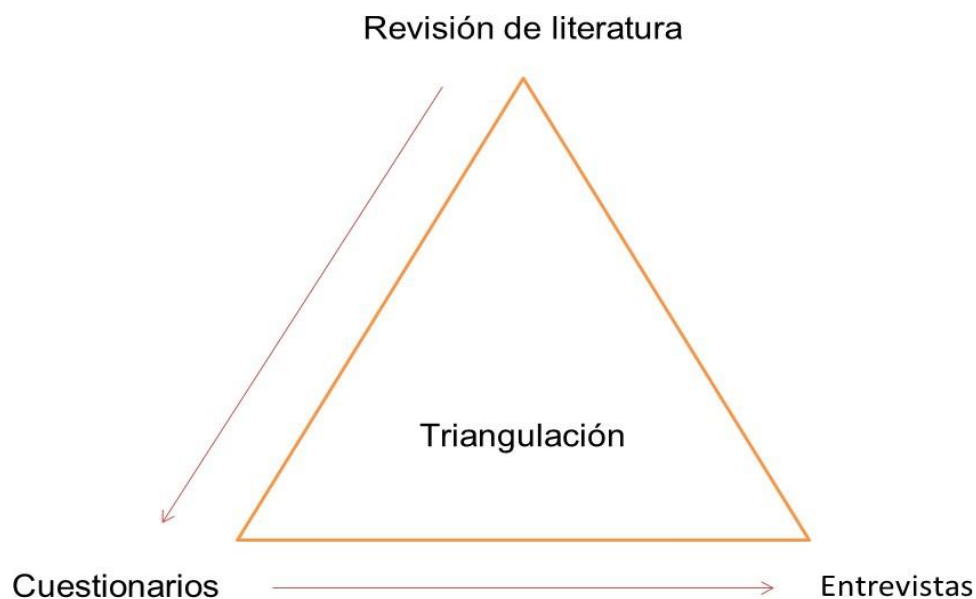 Revisión de literatura
Triangulación
Cuestionarios
Entrevistas